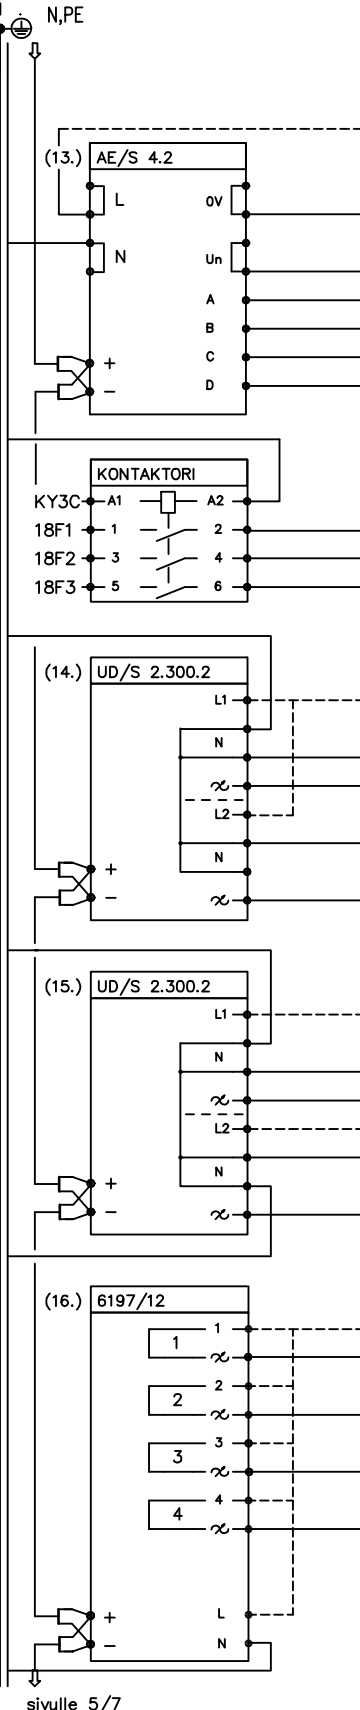 N,PE
(13.) AE/S 4.2
L 0V
N Un
A
B
C
+ D
−
KONTAKTORI
KY3C A1 A2
18F1 1 2
18F2 3 4
18F3 5 6
(14.) UD/S 2.300.2
L1
N
L2
N
+
−
(15.) UD/S 2.300.2
L1
N
L2
N
+
−
(16.) 6197/12
1
1
2
2
3
3
4
4
+ L
− N
sivulle 5/7